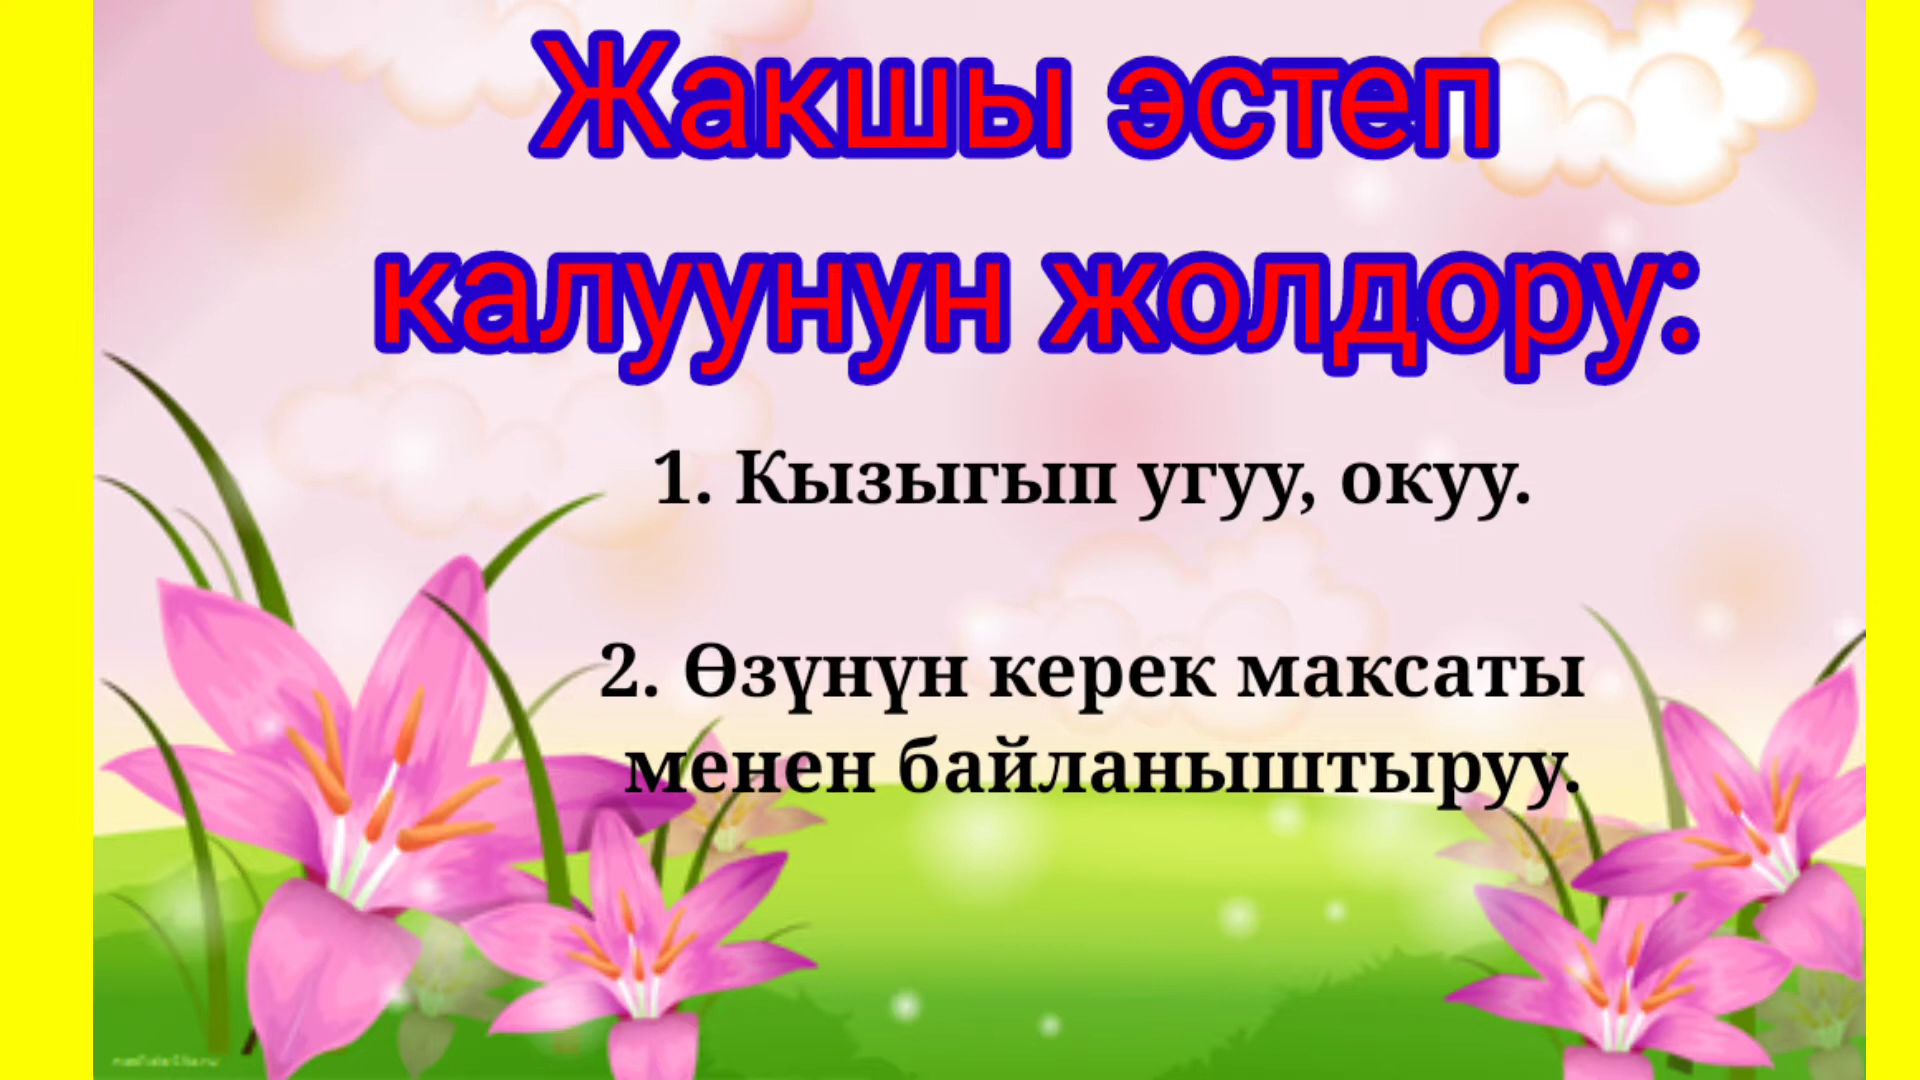 Жакшы эстеп
калуунун жолдору:
1. Кызыгып угуу, окуу.
2. Өзүнүн керек максаты
менен байланыштыруу.